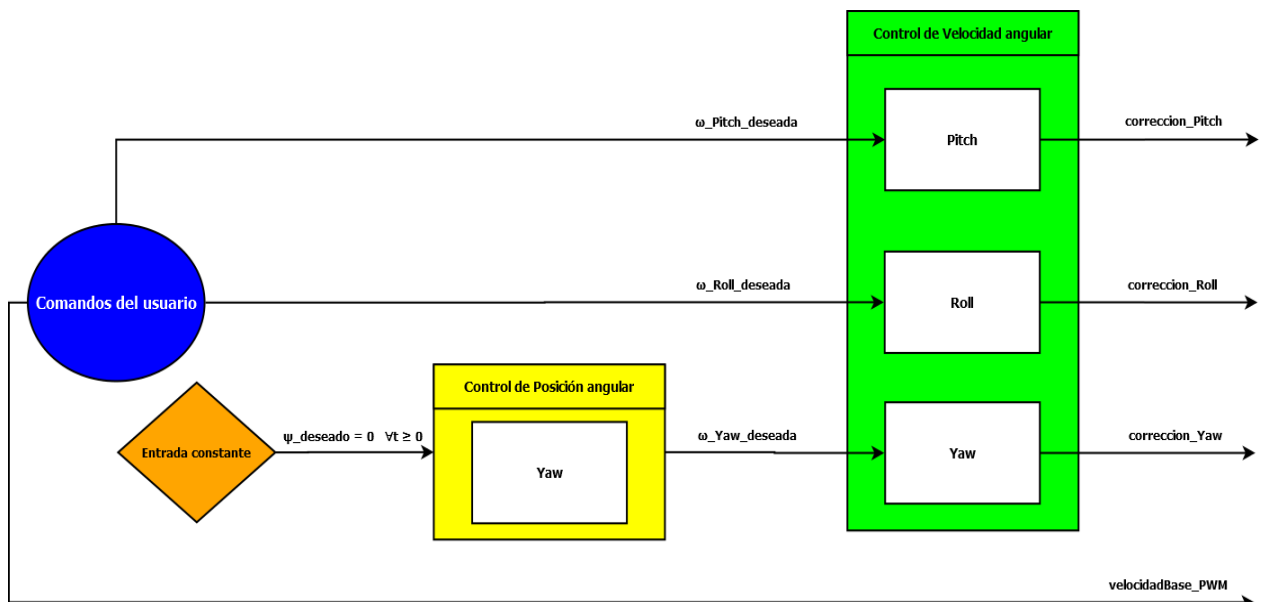 Control de Velocidad angular
ω_Pitch_deseada
correccion_Pitch
Pitch
ω_Roll_deseada
correccion_Roll
Comandos del usuario
Roll
Control de Posición angular
ψ_deseado = 0 ∀t ≥ 0
ω_Yaw_deseada
correccion_Yaw
Entrada constante
Yaw
Yaw
velocidadBase_PWM